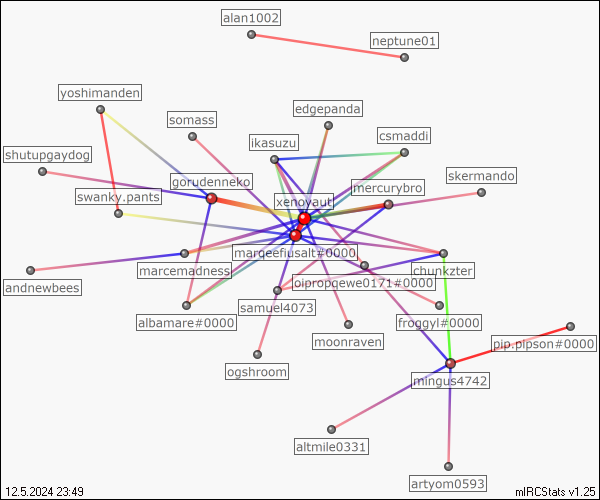 alan1002
neptune01
yoshimanden
edgepanda
somass
csmaddi
ikasuzu
shutupgaydog
skermando
gorudenneko
mercurybro
swanky.pants
xenoyaut
marqeefiusalt#0000
marcemadness
chunkzter
andnewbees
oipropqewe0171#0000
samuel4073
albamare#0000
froggyl#0000
moonraven
pip.pipson#0000
ogshroom
mingus4742
altmile0331
artyom0593
12.5.2024 23:49
mIRCStats v1.25